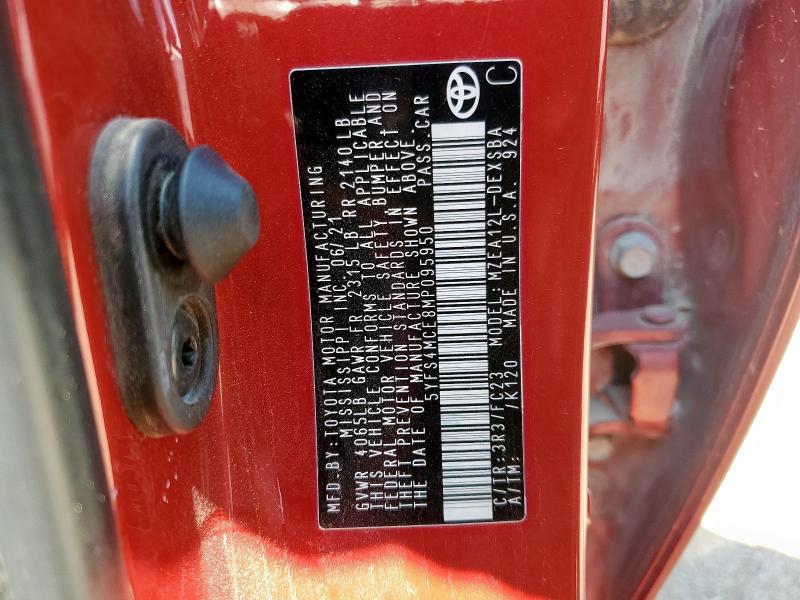 MFD. BY: TOYOTA MOTOR MANUFACTURING
MISSISSIPPI INC. 06/21
GVWR 4065LB GAWR FR 2315 LB RR 2140LB
THIS VEHICLE CONFORMS TO ALL APPLICABLE
FEDERAL MOTOR VEHICLE SAFETY BUMPER AND
THEFT PREVENTION STANDARDS IN EFFECT ON
THE DATE OF MANUFACTURE SHOWN ABOVE.
5YFS4MCE8MP095950 PASS.CAR
C/TR:3R3/FC23 MODEL:MZEA12L-DEXSBA
A/TM: /K120 MADE IN U.S.A. 924
C